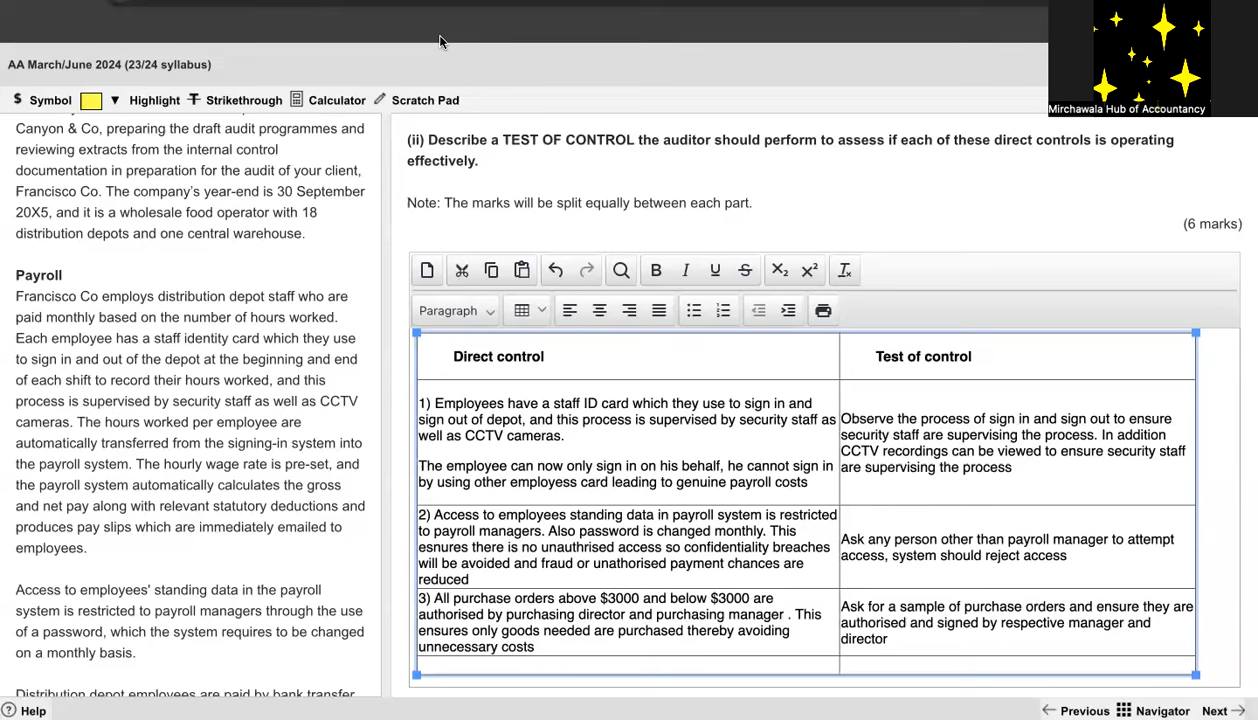 AA March/June 2024 (23/24 syllabus)
Mirchawala Hub of Accountancy
$ Symbol ▼ Highlight Strikethrough Calculator Scratch Pad
Canyon & Co, preparing the draft audit programmes and
reviewing extracts from the internal control
documentation in preparation for the audit of your client,
Francisco Co. The company's year-end is 30 September
20X5, and it is a wholesale food operator with 18
distribution depots and one central warehouse.
Payroll
Francisco Co employs distribution depot staff who are
paid monthly based on the number of hours worked.
Each employee has a staff identity card which they use
to sign in and out of the depot at the beginning and end
of each shift to record their hours worked, and this
process is supervised by security staff as well as CCTV
cameras. The hours worked per employee are
automatically transferred from the signing-in system into
the payroll system. The hourly wage rate is pre-set, and
the payroll system automatically calculates the gross
and net pay along with relevant statutory deductions and
produces pay slips which are immediately emailed to
employees.
Access to employees' standing data in the payroll
system is restricted to payroll managers through the use
of a password, which the system requires to be changed
on a monthly basis.
Distribution depot employees are paid by bank transfer
(ii) Describe a TEST OF CONTROL the auditor should perform to assess if each of these direct controls is operating
effectively.
Note: The marks will be split equally between each part.
(6 marks)
B I U S X₂ X² Tx
Paragraph
Direct control
Test of control
1) Employees have a staff ID card which they use to sign in and
sign out of depot, and this process is supervised by security staff as
well as CCTV cameras.
The employee can now only sign in on his behalf, he cannot sign in
by using other employess card leading to genuine payroll costs
Observe the process of sign in and sign out to ensure
security staff are supervising the process. In addition
CCTV recordings can be viewed to ensure security staff
are supervising the process
2) Access to employees standing data in payroll system is restricted
to payroll managers. Also password is changed monthly. This
esnures there is no unauthrised access so confidentiality breaches
will be avoided and fraud or unathorised payment chances are
reduced
Ask any person other than payroll manager to attempt
access, system should reject access
3) All purchase orders above $3000 and below $3000 are
authorised by purchasing director and purchasing manager . This
ensures only goods needed are purchased thereby avoiding
unnecessary costs
Ask for a sample of purchase orders and ensure they are
authorised and signed by respective manager and
director
? Help
Previous Navigator Next